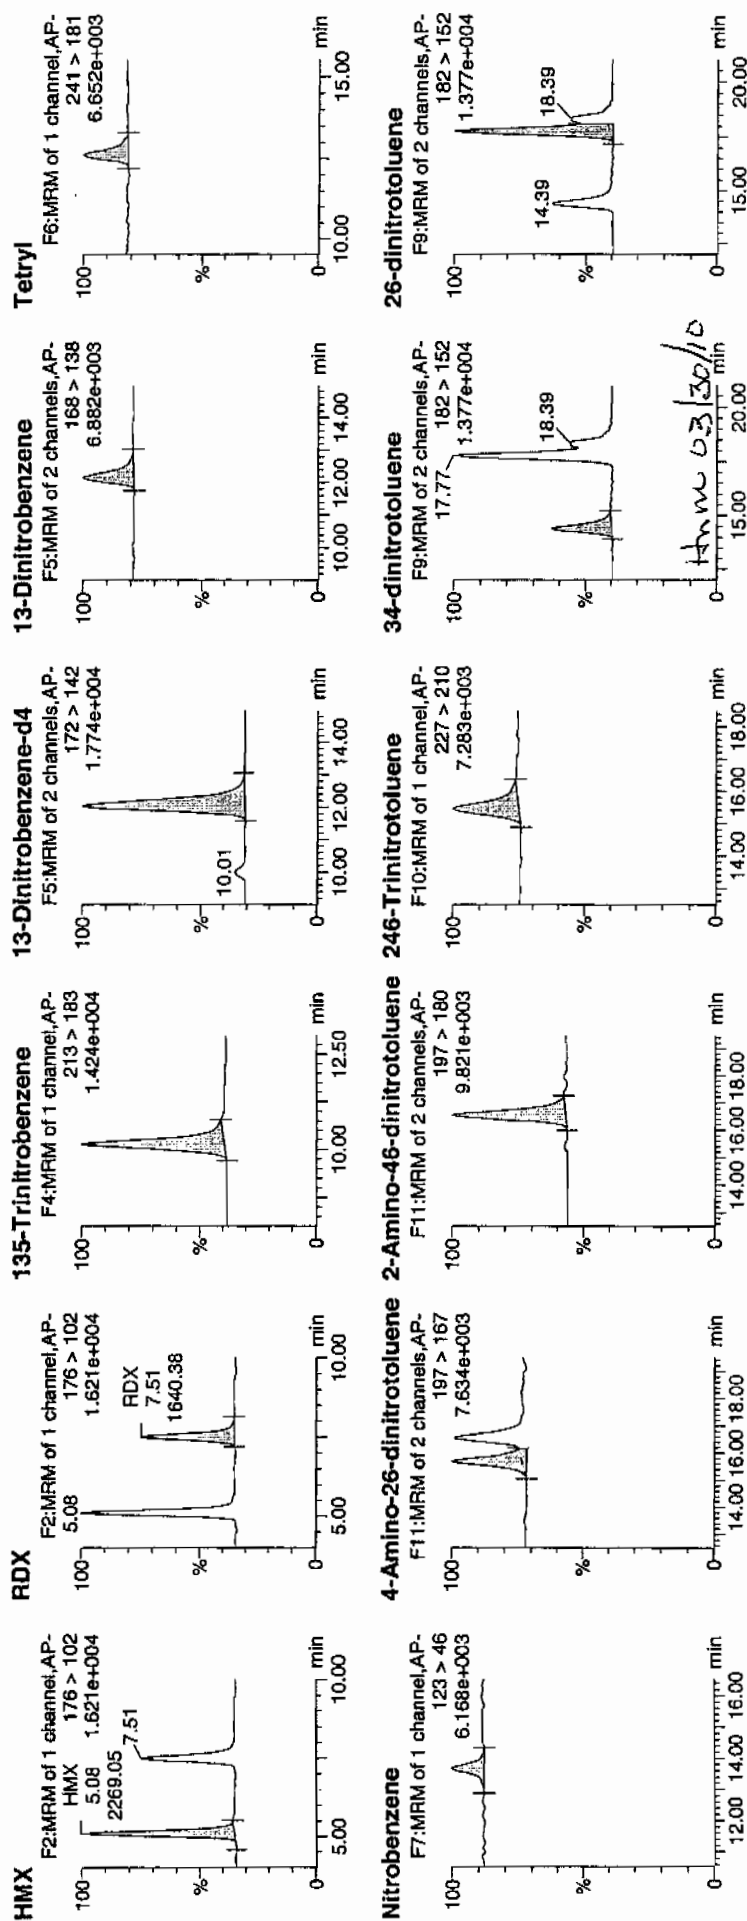 HMX
F2:MRM of 1 channel,AP-
176 > 102
1.621e+004
HMX
5.08
2269.05
7.51
100
%
0
5.00
10.00
min
RDX
F2:MRM of 1 channel,AP-
176 > 102
1.621e+004
5.08
RDX
7.51
1640.38
100
%
0
5.00
10.00
min
135-Trinitrobenzene
F4:MRM of 1 channel,AP-
213 > 183
1.424e+004
100
%
0
10.00
12.50
min
13-Dinitrobenzene-d4
F5:MRM of 2 channels,AP-
172 > 142
1.774e+004
10.01
100
%
0
10.00
12.00
14.00
min
13-Dinitrobenzene
F5:MRM of 2 channels,AP-
168 > 138
6.882e+003
100
%
0
10.00
12.00
14.00
min
Tetryl
F6:MRM of 1 channel,AP-
241 > 181
6.652e+003
100
%
0
10.00
15.00
min
Nitrobenzene
F7:MRM of 1 channel,AP-
123 > 46
6.168e+003
100
%
0
12.00
14.00
16.00
min
4-Amino-26-dinitrotoluene
F11:MRM of 2 channels,AP-
197 > 167
7.634e+003
100
%
0
14.00
16.00
18.00
min
2-Amino-46-dinitrotoluene
F11:MRM of 2 channels,AP-
197 > 180
9.821e+003
100
%
0
14.00
16.00
18.00
min
246-Trinitrotoluene
F10:MRM of 1 channel,AP-
227 > 210
7.283e+003
100
%
0
14.00
16.00
18.00
min
34-dinitrotoluene
F9:MRM of 2 channels,AP-
182 > 152
1.377e+004
17.77
18.39
100
%
0
15.00
20.00
min
03/30/10
26-dinitrotoluene
F9:MRM of 2 channels,AP-
182 > 152
1.377e+004
14.39
18.39
100
%
0
15.00
20.00
min